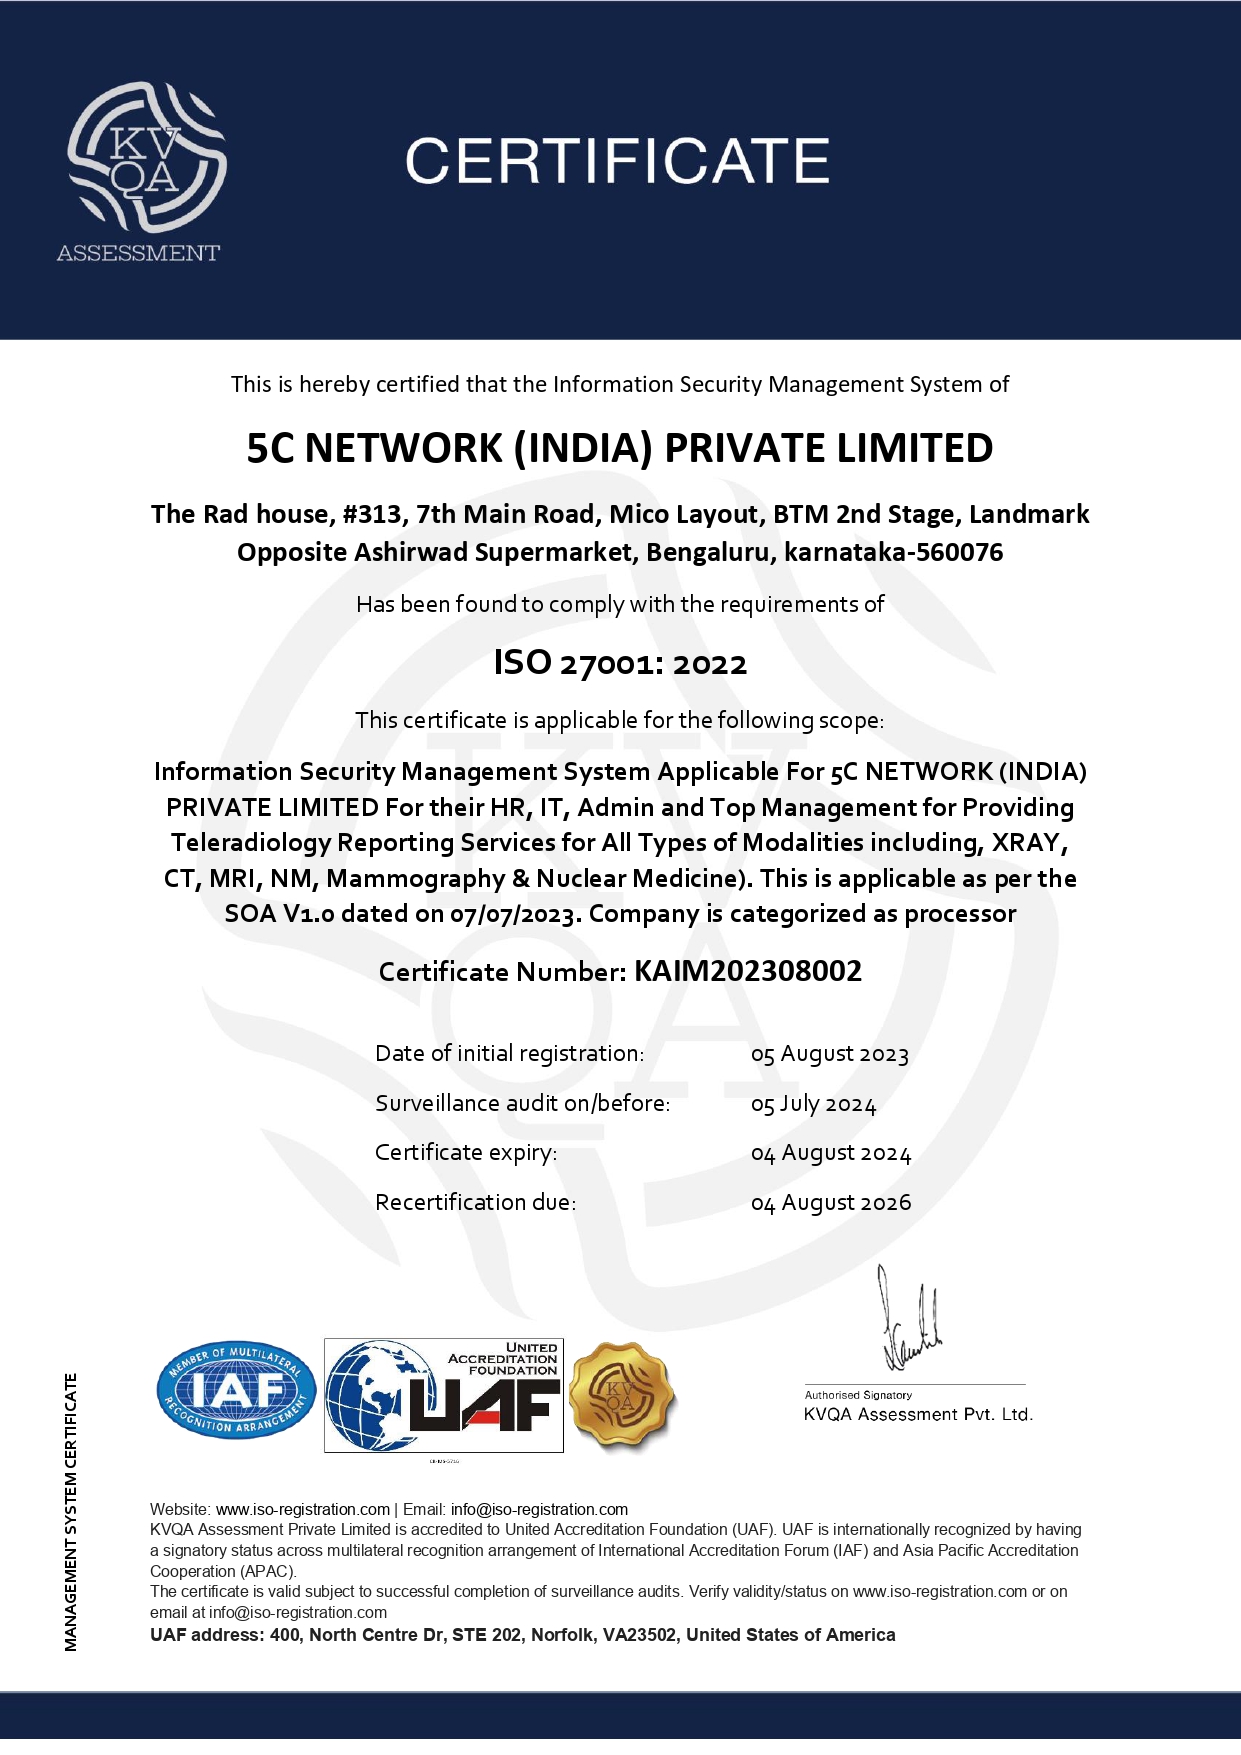 KV
QA
ASSESSMENT
CERTIFICATE
This is hereby certified that the Information Security Management System of
5C NETWORK (INDIA) PRIVATE LIMITED
The Rad house, #313, 7th Main Road, Mico Layout, BTM 2nd Stage, Landmark
Opposite Ashirwad Supermarket, Bengaluru, karnataka-560076
Has been found to comply with the requirements of
ISO 27001: 2022
This certificate is applicable for the following scope:
Information Security Management System Applicable For 5C NETWORK (INDIA)
PRIVATE LIMITED For their HR, IT, Admin and Top Management for Providing
Teleradiology Reporting Services for All Types of Modalities including, XRAY,
CT, MRI, NM, Mammography & Nuclear Medicine). This is applicable as per the
SOA V1.0 dated on 07/07/2023. Company is categorized as processor
Certificate Number: KAIM202308002
Date of initial registration: 05 August 2023
Surveillance audit on/before: 05 July 2024
Certificate expiry: 04 August 2024
Recertification due: 04 August 2026
MEMBER OF MULTILATERAL
IAF
RECOGNITION ARRANGEMENT
UNITED
ACCREDITATION
FOUNDATION
UAF
KV
QA
Authorised Signatory
KVQA Assessment Pvt. Ltd.
MANAGEMENT SYSTEM CERTIFICATE
Website: www.iso-registration.com | Email: info@iso-registration.com
KVQA Assessment Private Limited is accredited to United Accreditation Foundation (UAF). UAF is internationally recognized by having
a signatory status across multilateral recognition arrangement of International Accreditation Forum (IAF) and Asia Pacific Accreditation
Cooperation (APAC).
The certificate is valid subject to successful completion of surveillance audits. Verify validity/status on www.iso-registration.com or on
email at info@iso-registration.com
UAF address: 400, North Centre Dr, STE 202, Norfolk, VA23502, United States of America